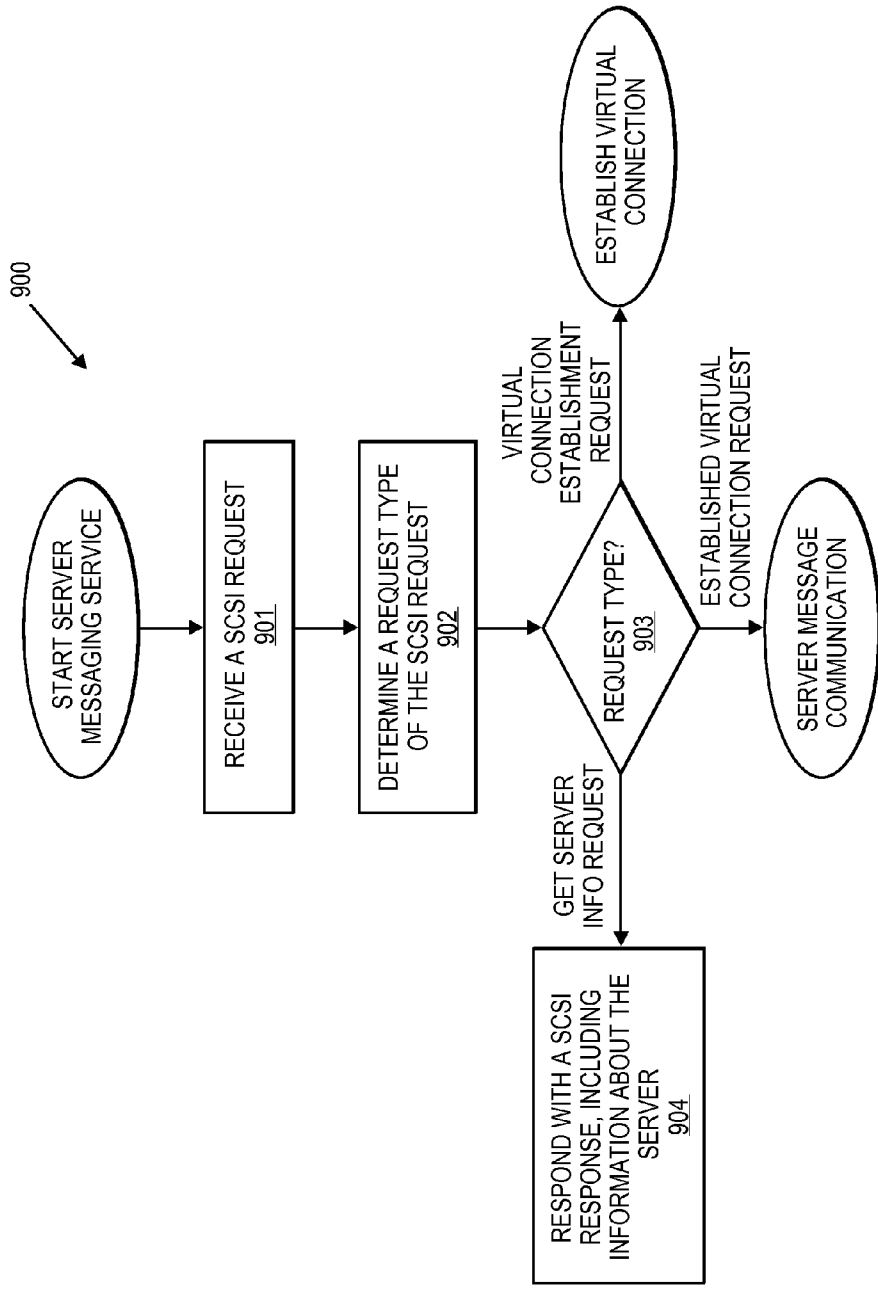 900
START SERVER
MESSAGING SERVICE
RECEIVE A SCSI REQUEST
901
DETERMINE A REQUEST TYPE
OF THE SCSI REQUEST
902
REQUEST TYPE?
903
GET SERVER
INFO REQUEST
VIRTUAL
CONNECTION
ESTABLISHMENT
REQUEST
RESPOND WITH A SCSI
RESPONSE, INCLUDING
INFORMATION ABOUT THE
SERVER
904
ESTABLISH VIRTUAL
CONNECTION
ESTABLISHED VIRTUAL
CONNECTION REQUEST
SERVER MESSAGE
COMMUNICATION